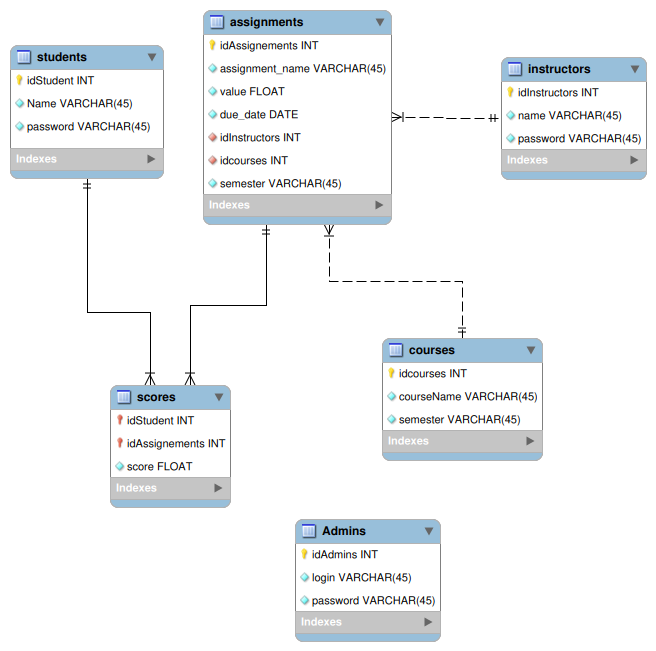 students
idStudent INT
Name VARCHAR(45)
password VARCHAR(45)
Indexes
assignments
idAssignements INT
assignment_name VARCHAR(45)
value FLOAT
due_date DATE
idInstructors INT
idcourses INT
semester VARCHAR(45)
Indexes
instructors
idInstructors INT
name VARCHAR(45)
password VARCHAR(45)
Indexes
scores
idStudent INT
idAssignements INT
score FLOAT
Indexes
courses
idcourses INT
courseName VARCHAR(45)
semester VARCHAR(45)
Indexes
Admins
idAdmins INT
login VARCHAR(45)
password VARCHAR(45)
Indexes